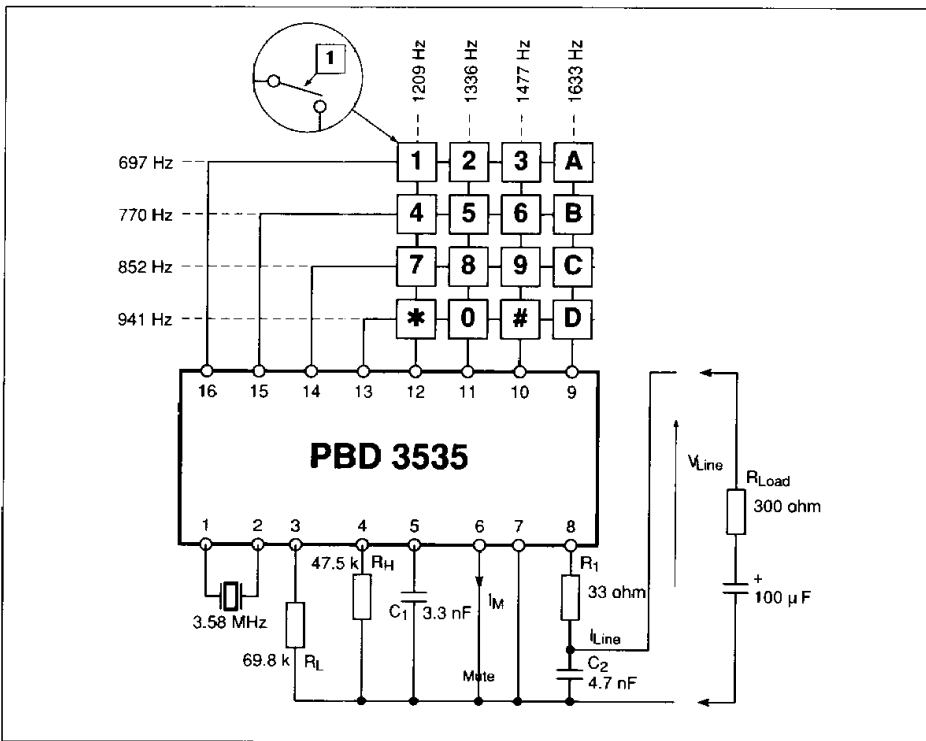 1
1209 Hz
1336 Hz
1477 Hz
1633 Hz
697 Hz
1 2 3 A
770 Hz
4 5 6 B
852 Hz
7 8 9 C
941 Hz
* 0 # D
16 15 14 13 12 11 10 9
PBD 3535
1 2 3 4 5 6 7 8
3.58 MHz
69.8 k R_L
47.5 k R_H
C_1 3.3 nF
I_M
Mute
R_1
33 ohm
I_Line
C_2
4.7 nF
V_Line
R_Load
300 ohm
+
100 µF